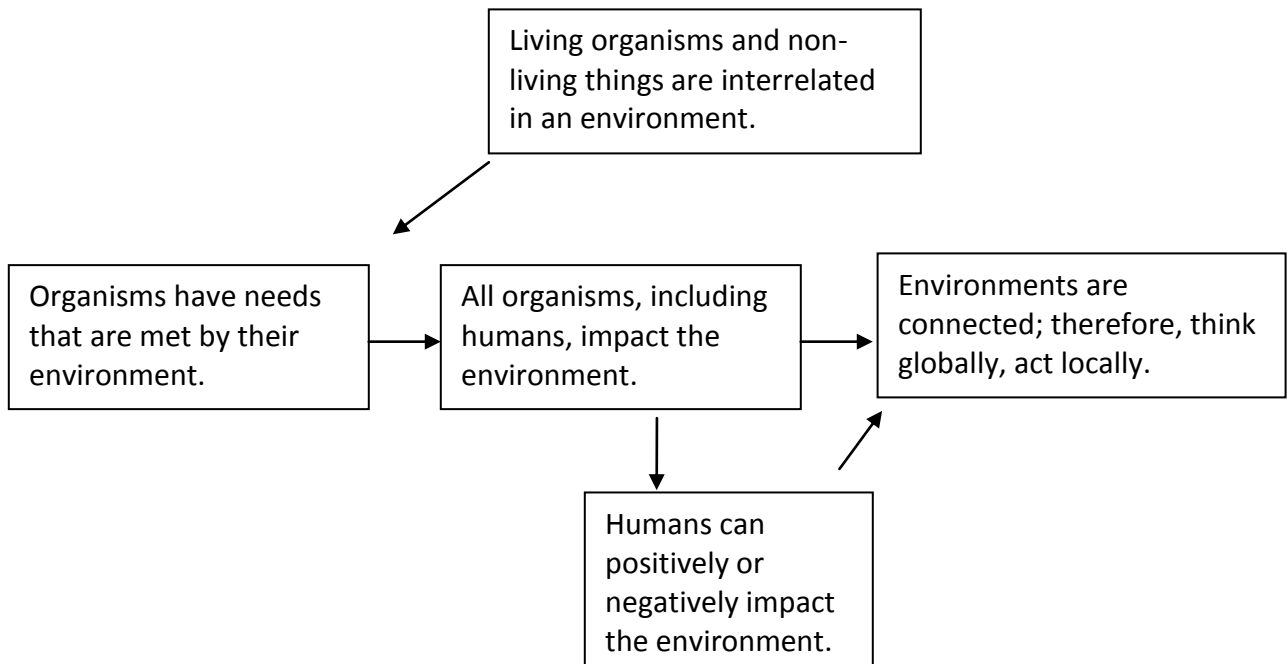 Living organisms and non-
living things are interrelated
in an environment.
Organisms have needs
that are met by their
environment.
All organisms, including
humans, impact the
environment.
Environments are
connected; therefore, think
globally, act locally.
Humans can
positively or
negatively impact
the environment.